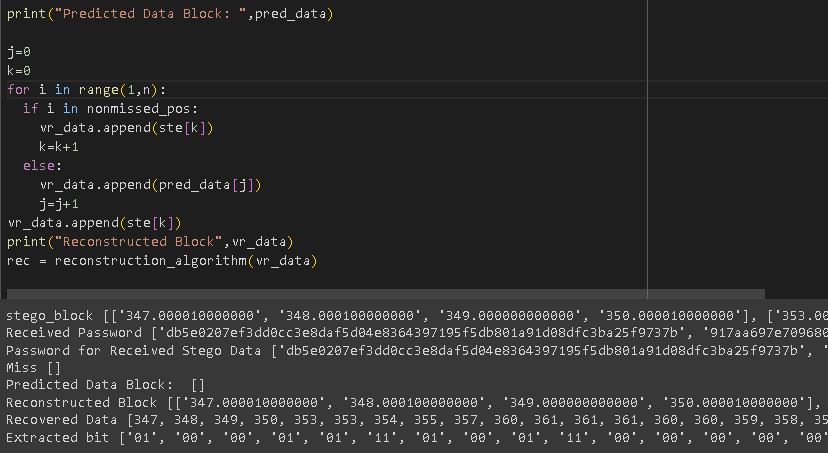 print("Predicted Data Block: ",pred_data)
j=0
k=0
for i in range(1,n):
  if i in nonmissed_pos:
    vr_data.append(ste[k])
    k=k+1
  else:
    vr_data.append(pred_data[j])
    j=j+1
vr_data.append(ste[k])
print("Reconstructed Block",vr_data)
rec = reconstruction_algorithm(vr_data)
stego_block [['347.000010000000', '348.000100000000', '349.000000000000', '350.000010000000'], ['353.00
Received Password ['db5e0207ef3dd0cc3e8daf5d04e8364397195f5db801a91d08dfc3ba25f9737b', '917aa697e709680
Password for Received Stego Data ['db5e0207ef3dd0cc3e8daf5d04e8364397195f5db801a91d08dfc3ba25f9737b', '
Miss []
Predicted Data Block:  []
Reconstructed Block [['347.000010000000', '348.000100000000', '349.000000000000', '350.000010000000'],
Recovered Data [347, 348, 349, 350, 353, 353, 354, 355, 357, 360, 361, 361, 361, 360, 360, 359, 358, 35
Extracted bit ['01', '00', '00', '01', '01', '11', '01', '00', '01', '11', '00', '00', '00', '00', '00'